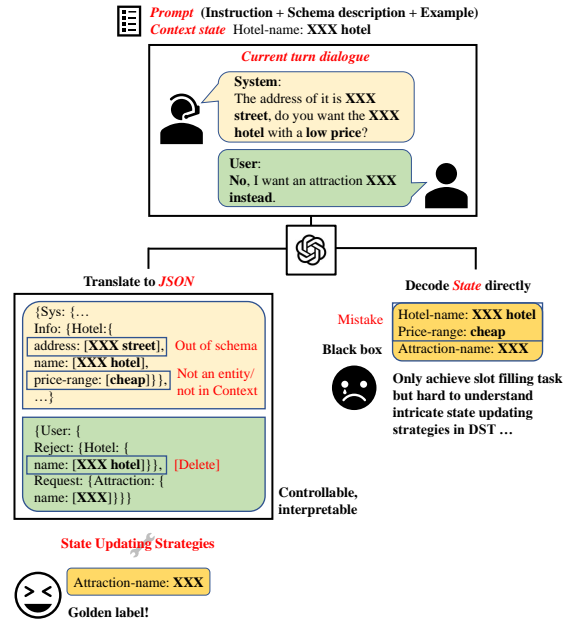 Prompt (Instruction + Schema description + Example)
Context state Hotel-name: XXX hotel
Current turn dialogue
System:
The address of it is XXX
street, do you want the XXX
hotel with a low price?
User:
No, I want an attraction XXX
instead.
Translate to JSON
{Sys: {…
Info: {Hotel:{
address: [XXX street],
Out of schema
name: [XXX hotel],
price-range: [cheap]}},
Not an entity/
not in Context
…}
{User: {
Reject: {Hotel: {
name: [XXX hotel]}},
[Delete]
Request: {Attraction: {
name: [XXX]}}}}
Controllable,
interpretable
State Updating Strategies
Attraction-name: XXX
Golden label!
Decode State directly
Mistake
Hotel-name: XXX hotel
Price-range: cheap
Black box
Attraction-name: XXX
Only achieve slot filling task
but hard to understand
intricate state updating
strategies in DST …